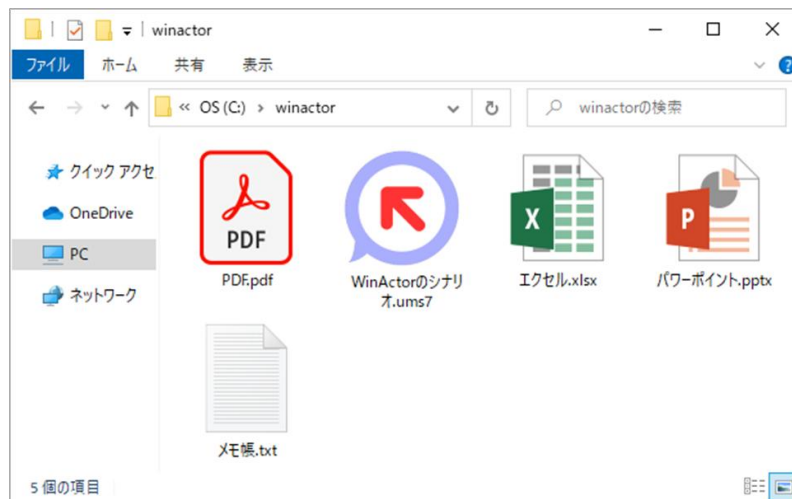 winactor
ファイル ホーム 共有 表示
« OS (C:) › winactor
winactorの検索
クイック アクセ
OneDrive
PC
ネットワーク
PDF
PDF.pdf
WinActorのシナリ
オ.ums7
X
エクセル.xlsx
P
パワーポイント.pptx
メモ帳.txt
5 個の項目